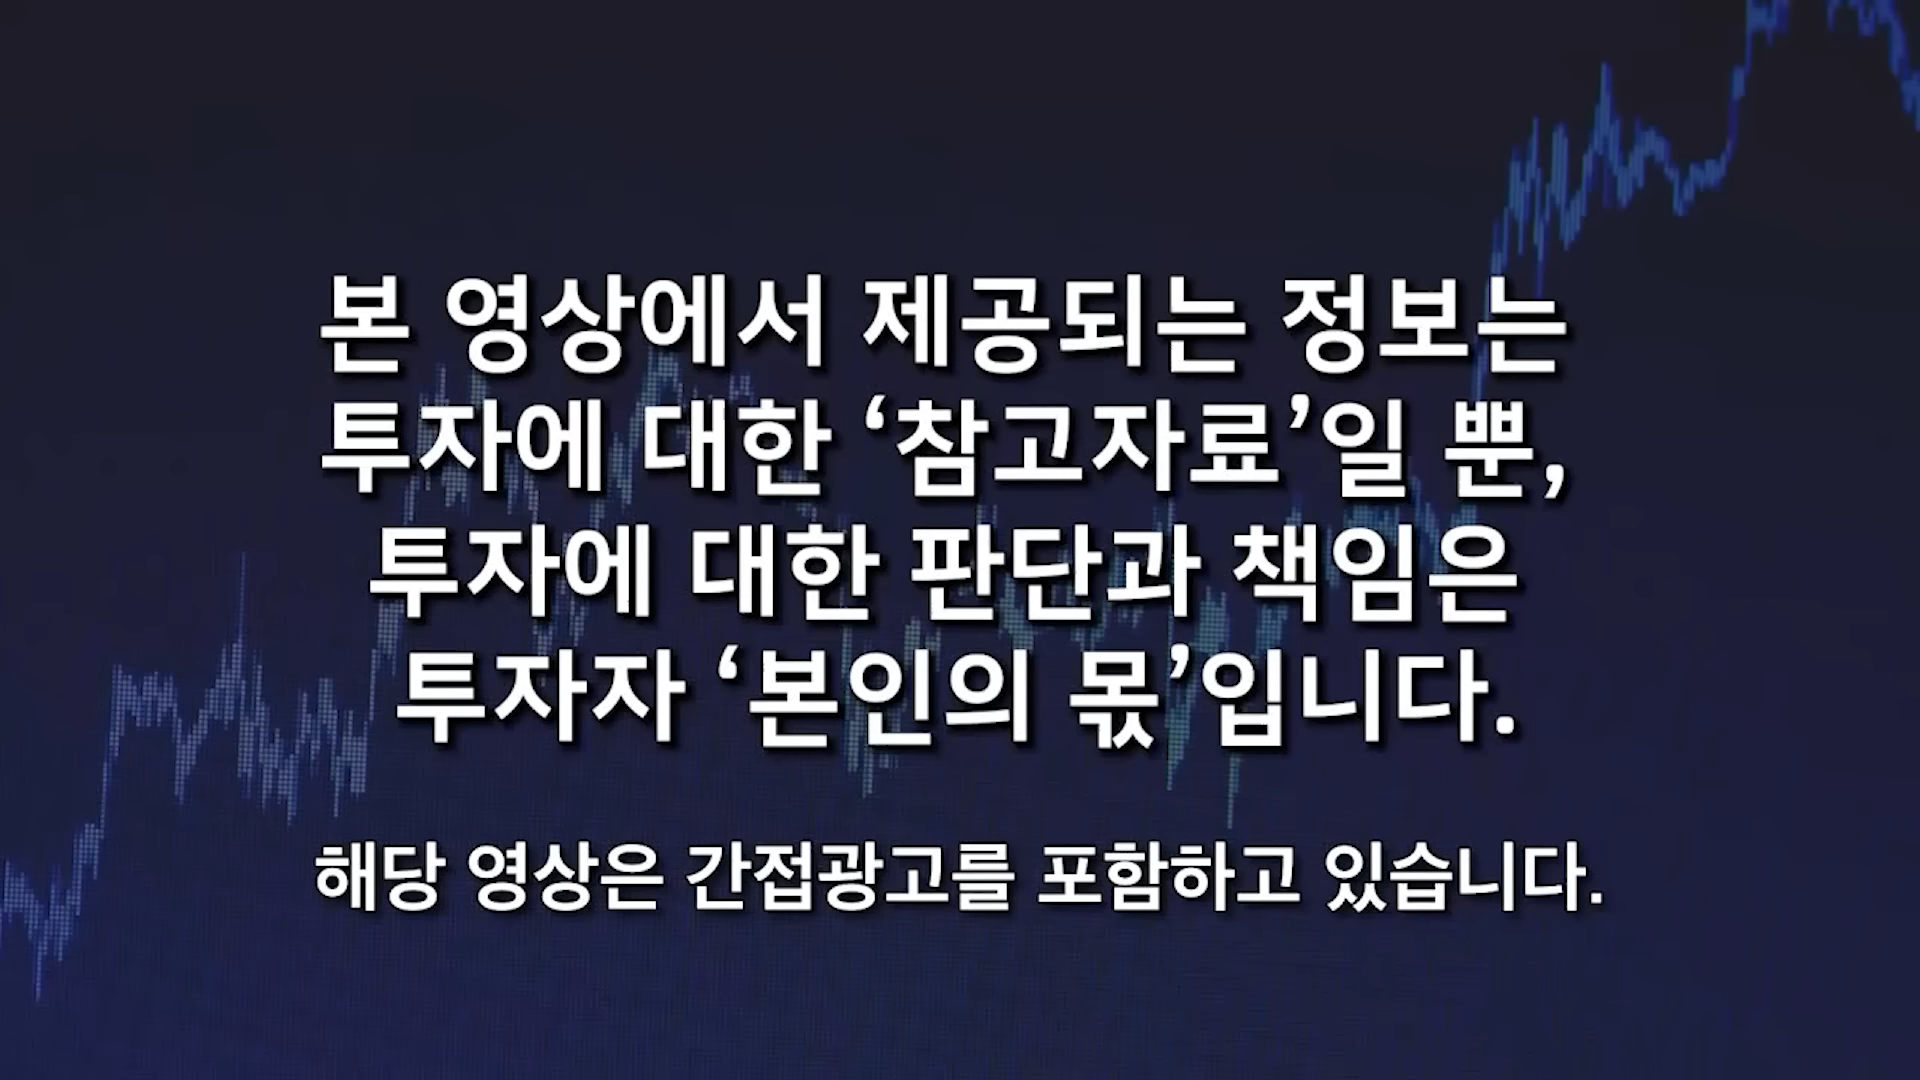 본 영상에서 제공되는 정보는
투자에 대한 ‘참고자료’일 뿐,
투자에 대한 판단과 책임은
투자자 ‘본인의 몫’입니다.
해당 영상은 간접광고를 포함하고 있습니다.